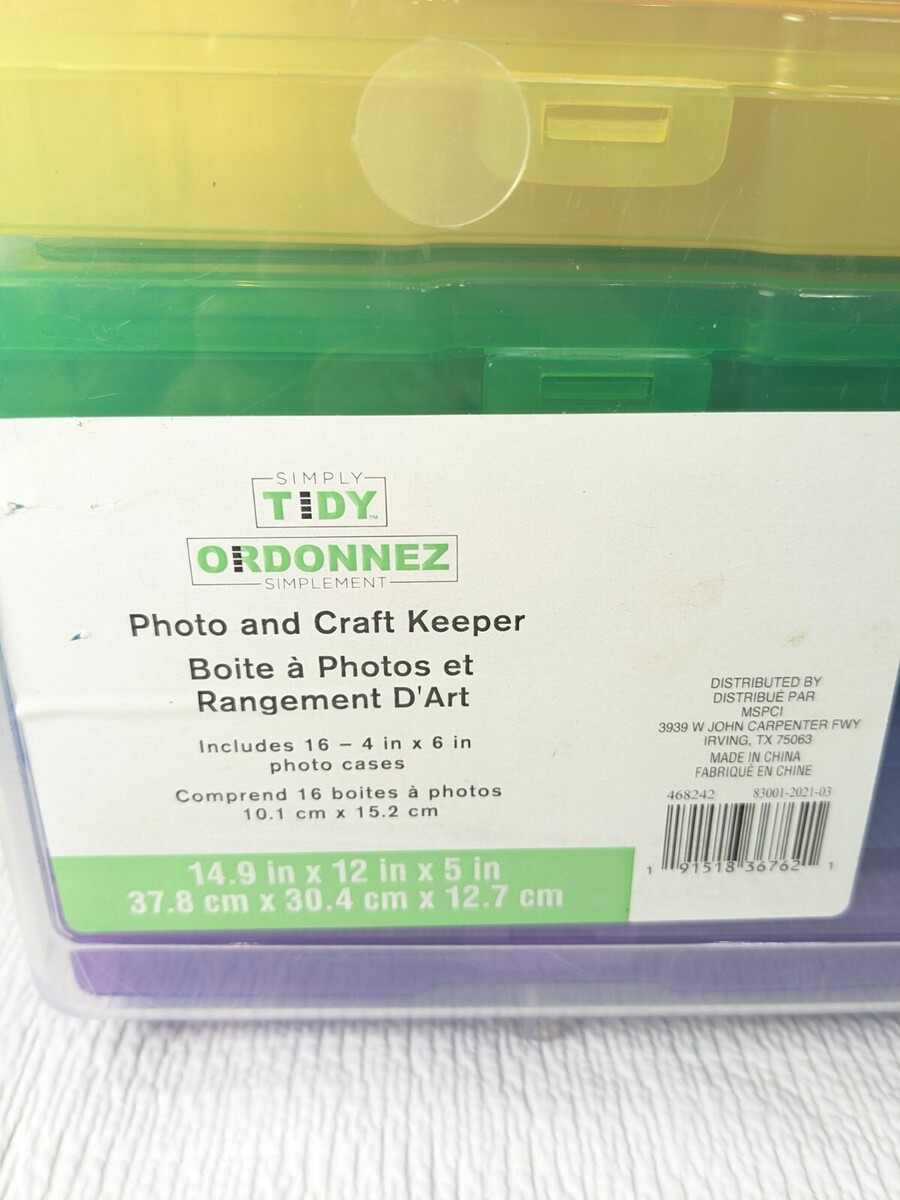 SIMPLY
TIDY™
ORDONNEZ
SIMPLEMENT
Photo and Craft Keeper
Boite à Photos et
Rangement D'Art
Includes 16 – 4 in x 6 in
photo cases
Comprend 16 boites à photos
10.1 cm x 15.2 cm
14.9 in x 12 in x 5 in
37.8 cm x 30.4 cm x 12.7 cm
DISTRIBUTED BY
DISTRIBUÉ PAR
MSPCI
3939 W JOHN CARPENTER FWY
IRVING, TX 75063
MADE IN CHINA
FABRIQUÉ EN CHINE
468242 83001-2021-03
1 91518 36762 1